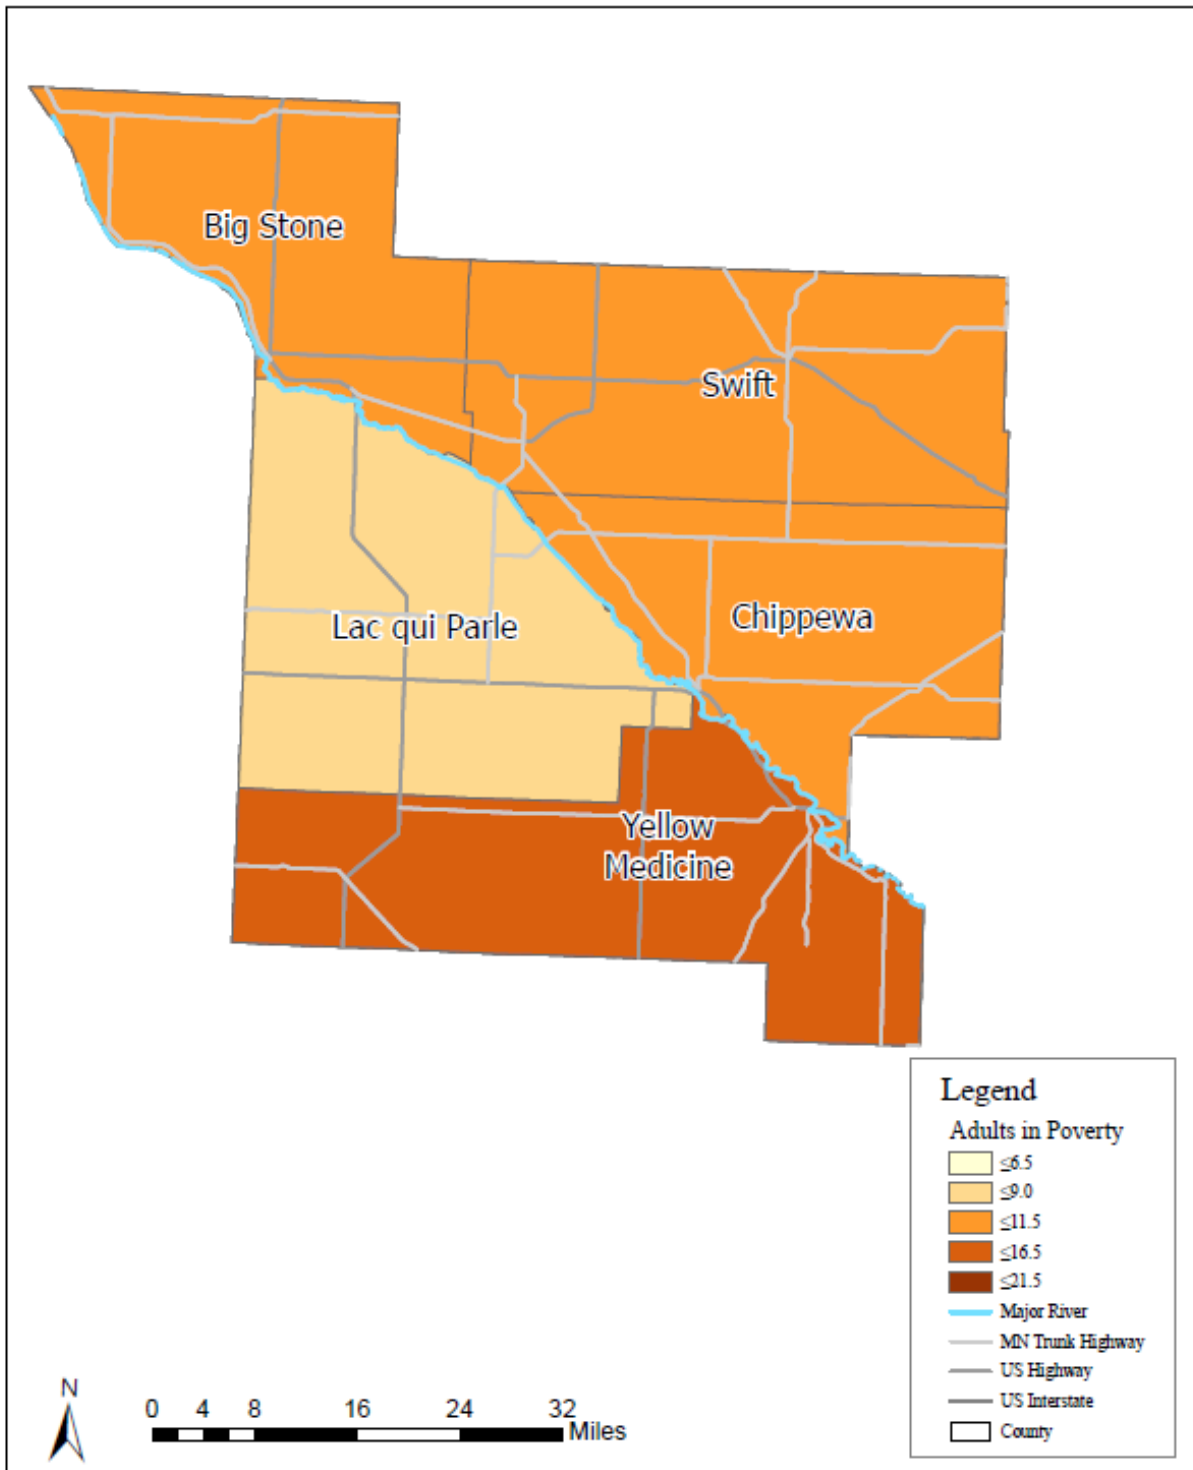 Big Stone
Swift
Lac qui Parle
Chippewa
Yellow
Medicine
Legend
Adults in Poverty
≤6.5
≤9.0
≤11.5
≤16.5
≤21.5
Major River
MN Trunk Highway
US Highway
US Interstate
County
N
0 4 8 16 24 32
Miles